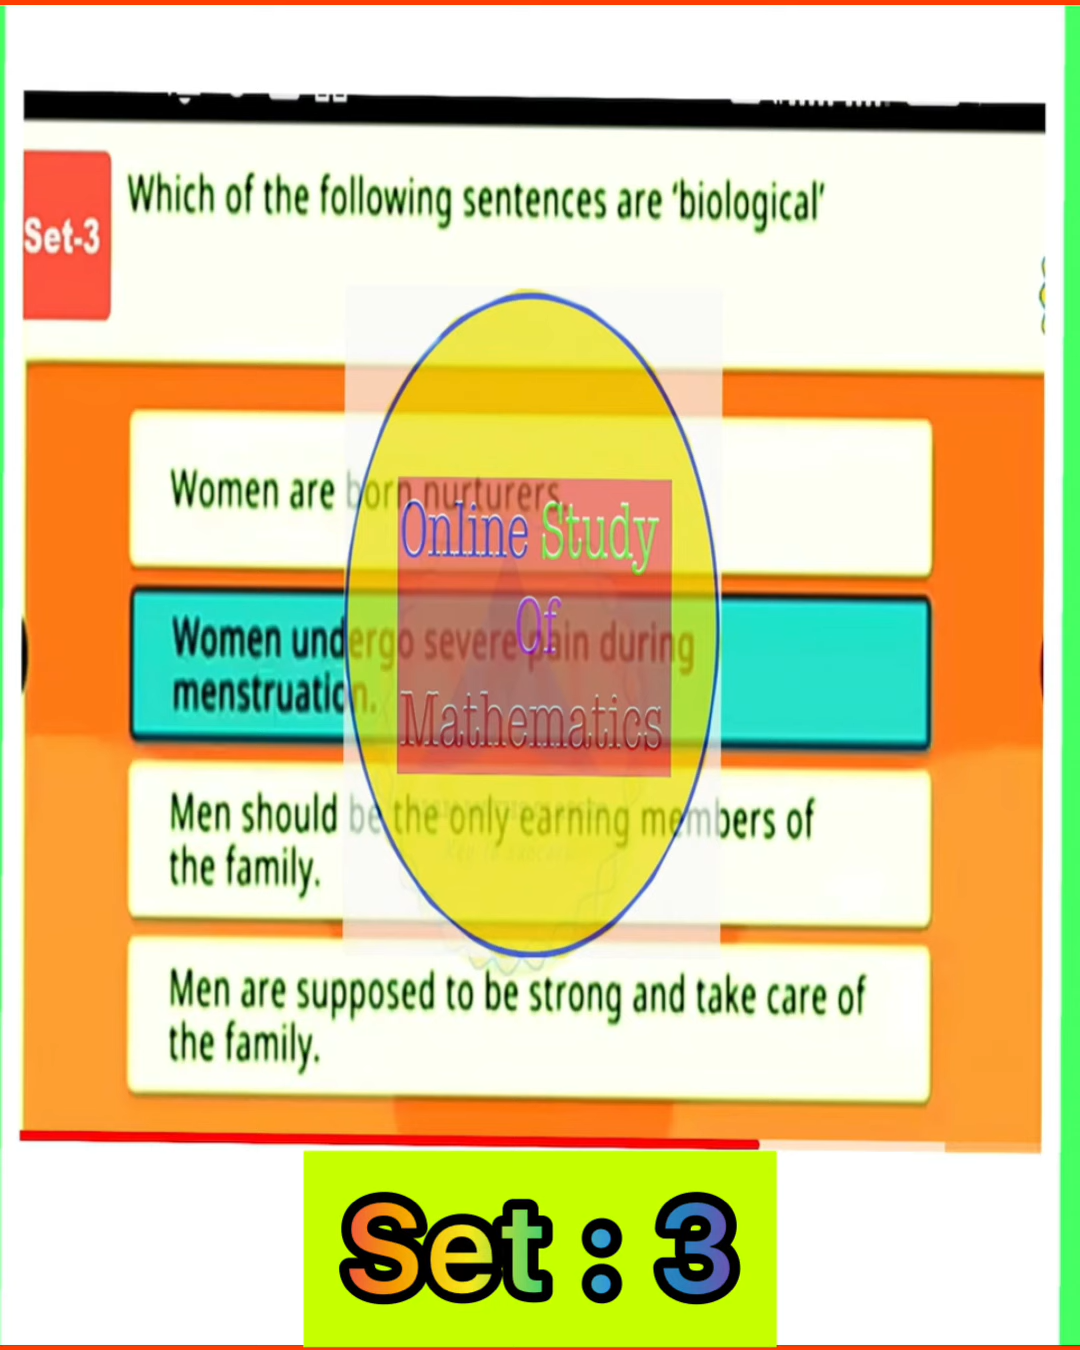 Set-3
Which of the following sentences are ‘biological’
Women are born nurturers.
Women undergo severe pain during
menstruation.
Men should be the only earning members of
the family.
Men are supposed to be strong and take care of
the family.
Online Study
Of
Mathematics
Set : 3